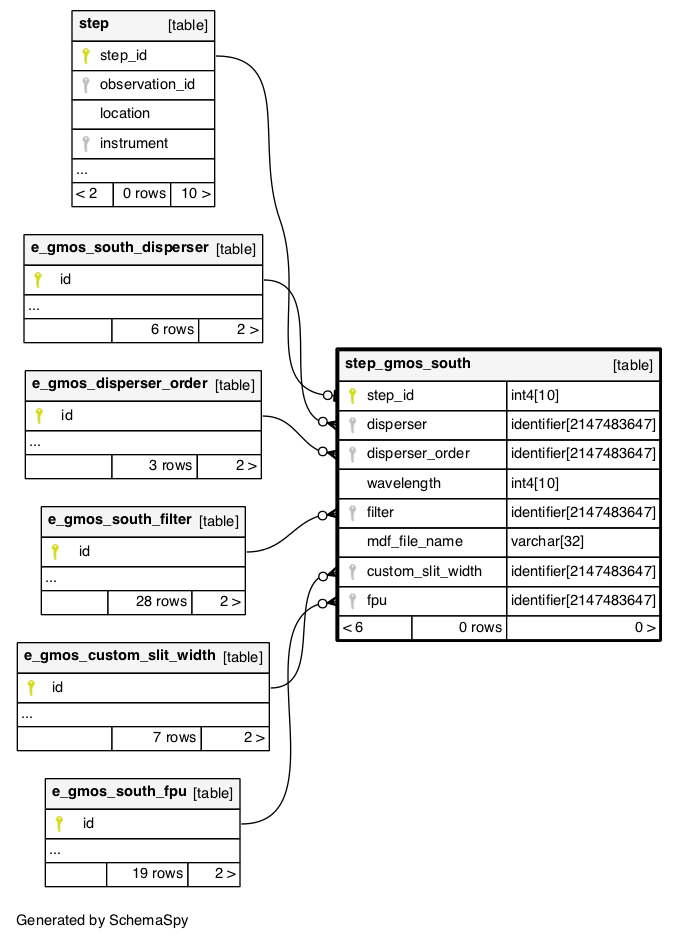 step [table]
step_id
observation_id
location
instrument
...
< 2 0 rows 10 >
e_gmos_south_disperser [table]
id
...
6 rows 2 >
e_gmos_disperser_order [table]
id
...
3 rows 2 >
e_gmos_south_filter [table]
id
...
28 rows 2 >
e_gmos_custom_slit_width [table]
id
...
7 rows 2 >
e_gmos_south_fpu [table]
id
...
19 rows 2 >
step_gmos_south [table]
step_id int4[10]
disperser identifier[2147483647]
disperser_order identifier[2147483647]
wavelength int4[10]
filter identifier[2147483647]
mdf_file_name varchar[32]
custom_slit_width identifier[2147483647]
fpu identifier[2147483647]
< 6 0 rows 0 >
Generated by SchemaSpy